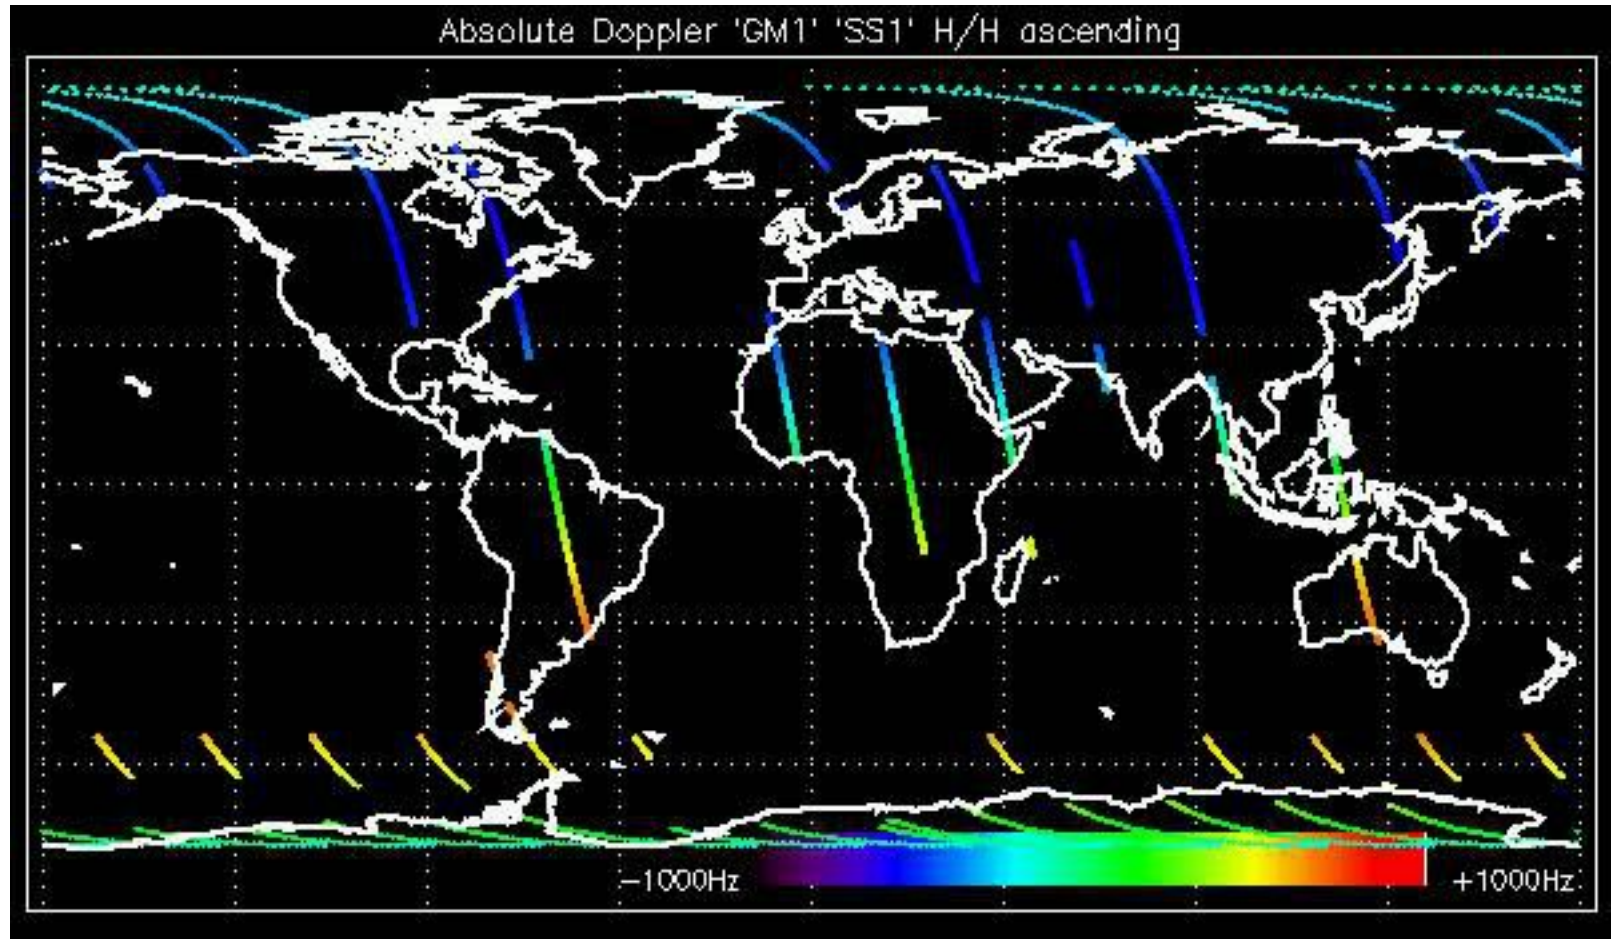 Absolute Doppler 'GM1' 'SS1' H/H ascending
−1000Hz
+1000Hz